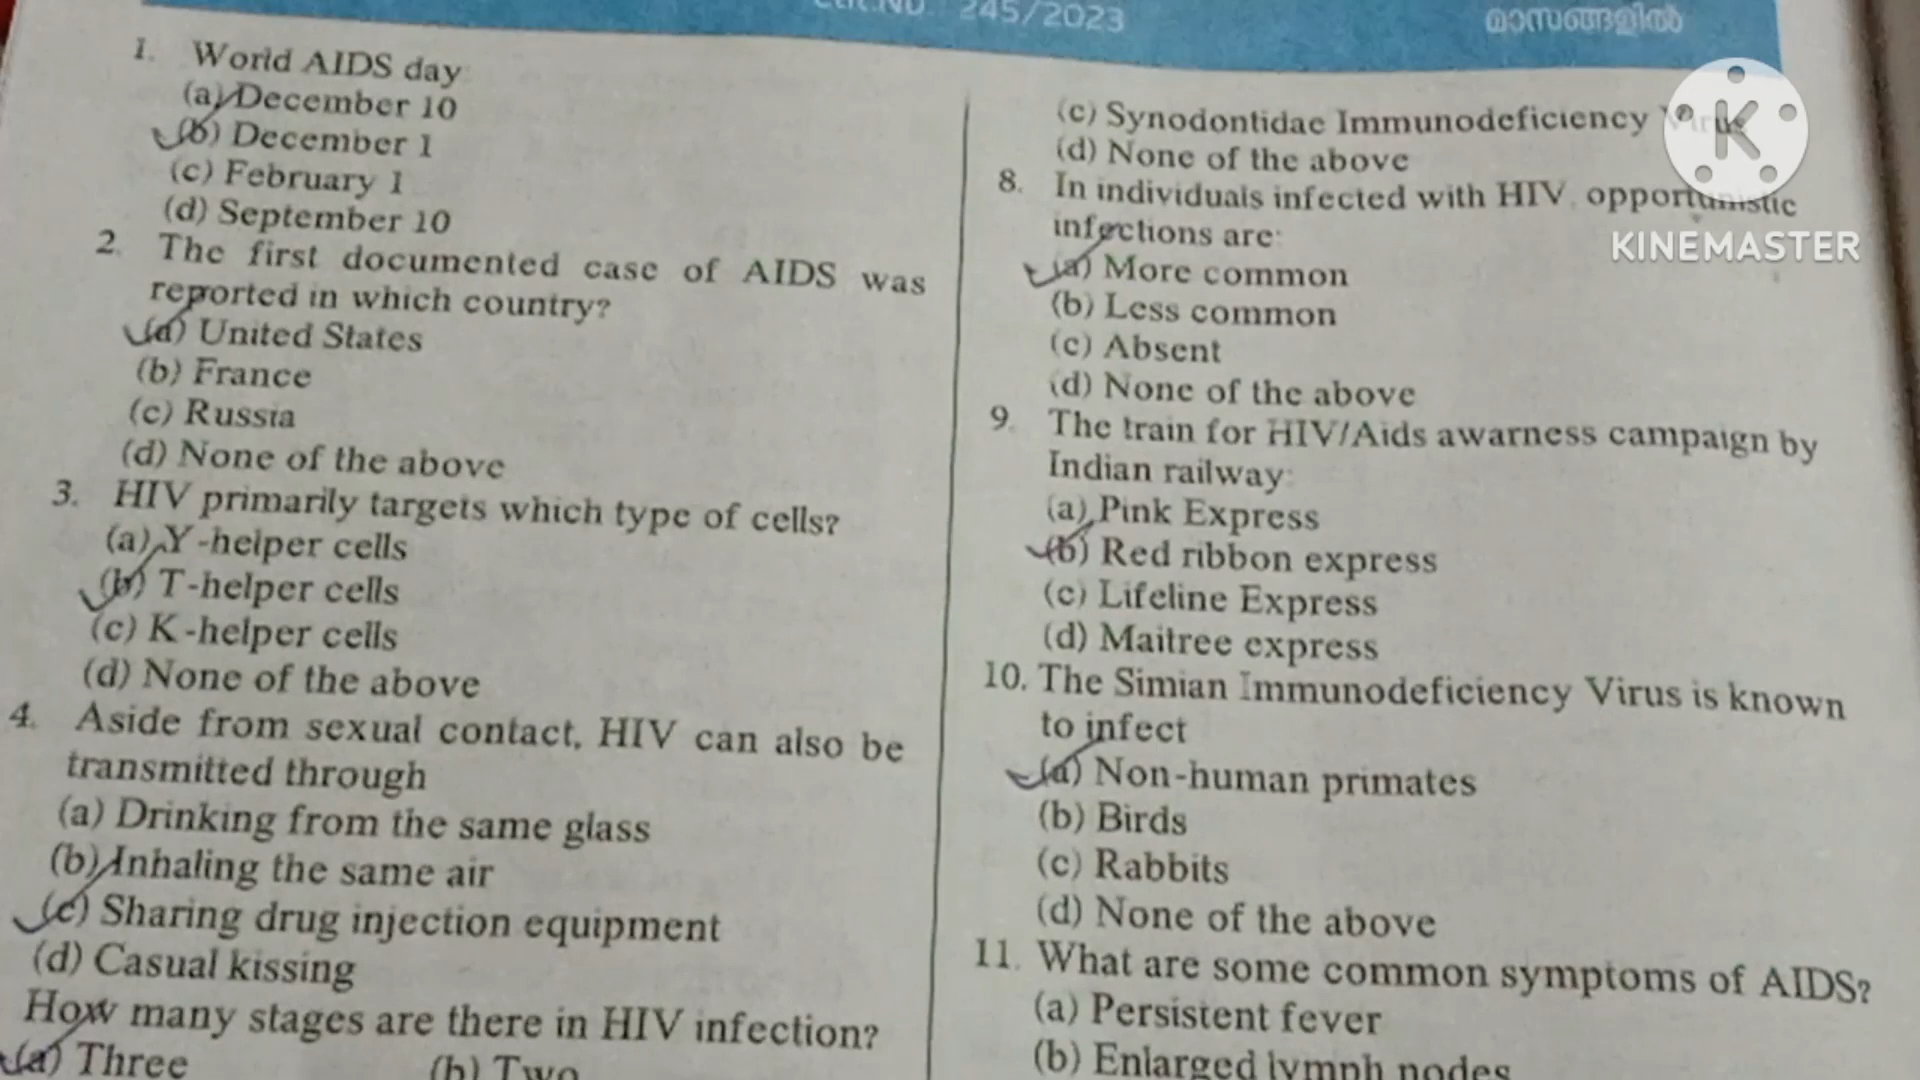 245/2023
മാസങ്ങളിൽ
1. World AIDS day:
(a) December 10
(b) December 1
(c) February 1
(d) September 10
2. The first documented case of AIDS was
reported in which country?
(a) United States
(b) France
(c) Russia
(d) None of the above
3. HIV primarily targets which type of cells?
(a) Y-helper cells
(b) T-helper cells
(c) K-helper cells
(d) None of the above
4. Aside from sexual contact, HIV can also be
transmitted through
(a) Drinking from the same glass
(b) Inhaling the same air
(c) Sharing drug injection equipment
(d) Casual kissing
How many stages are there in HIV infection?
(a) Three (b) Two
(c) Synodontidae Immunodeficiency Virus
(d) None of the above
8. In individuals infected with HIV, opportunistic
infections are:
(a) More common
(b) Less common
(c) Absent
(d) None of the above
9. The train for HIV/Aids awarness campaign by
Indian railway:
(a) Pink Express
(b) Red ribbon express
(c) Lifeline Express
(d) Maitree express
10. The Simian Immunodeficiency Virus is known
to infect
(a) Non-human primates
(b) Birds
(c) Rabbits
(d) None of the above
11. What are some common symptoms of AIDS?
(a) Persistent fever
(b) Enlarged lymph nodes
K
KINEMASTER